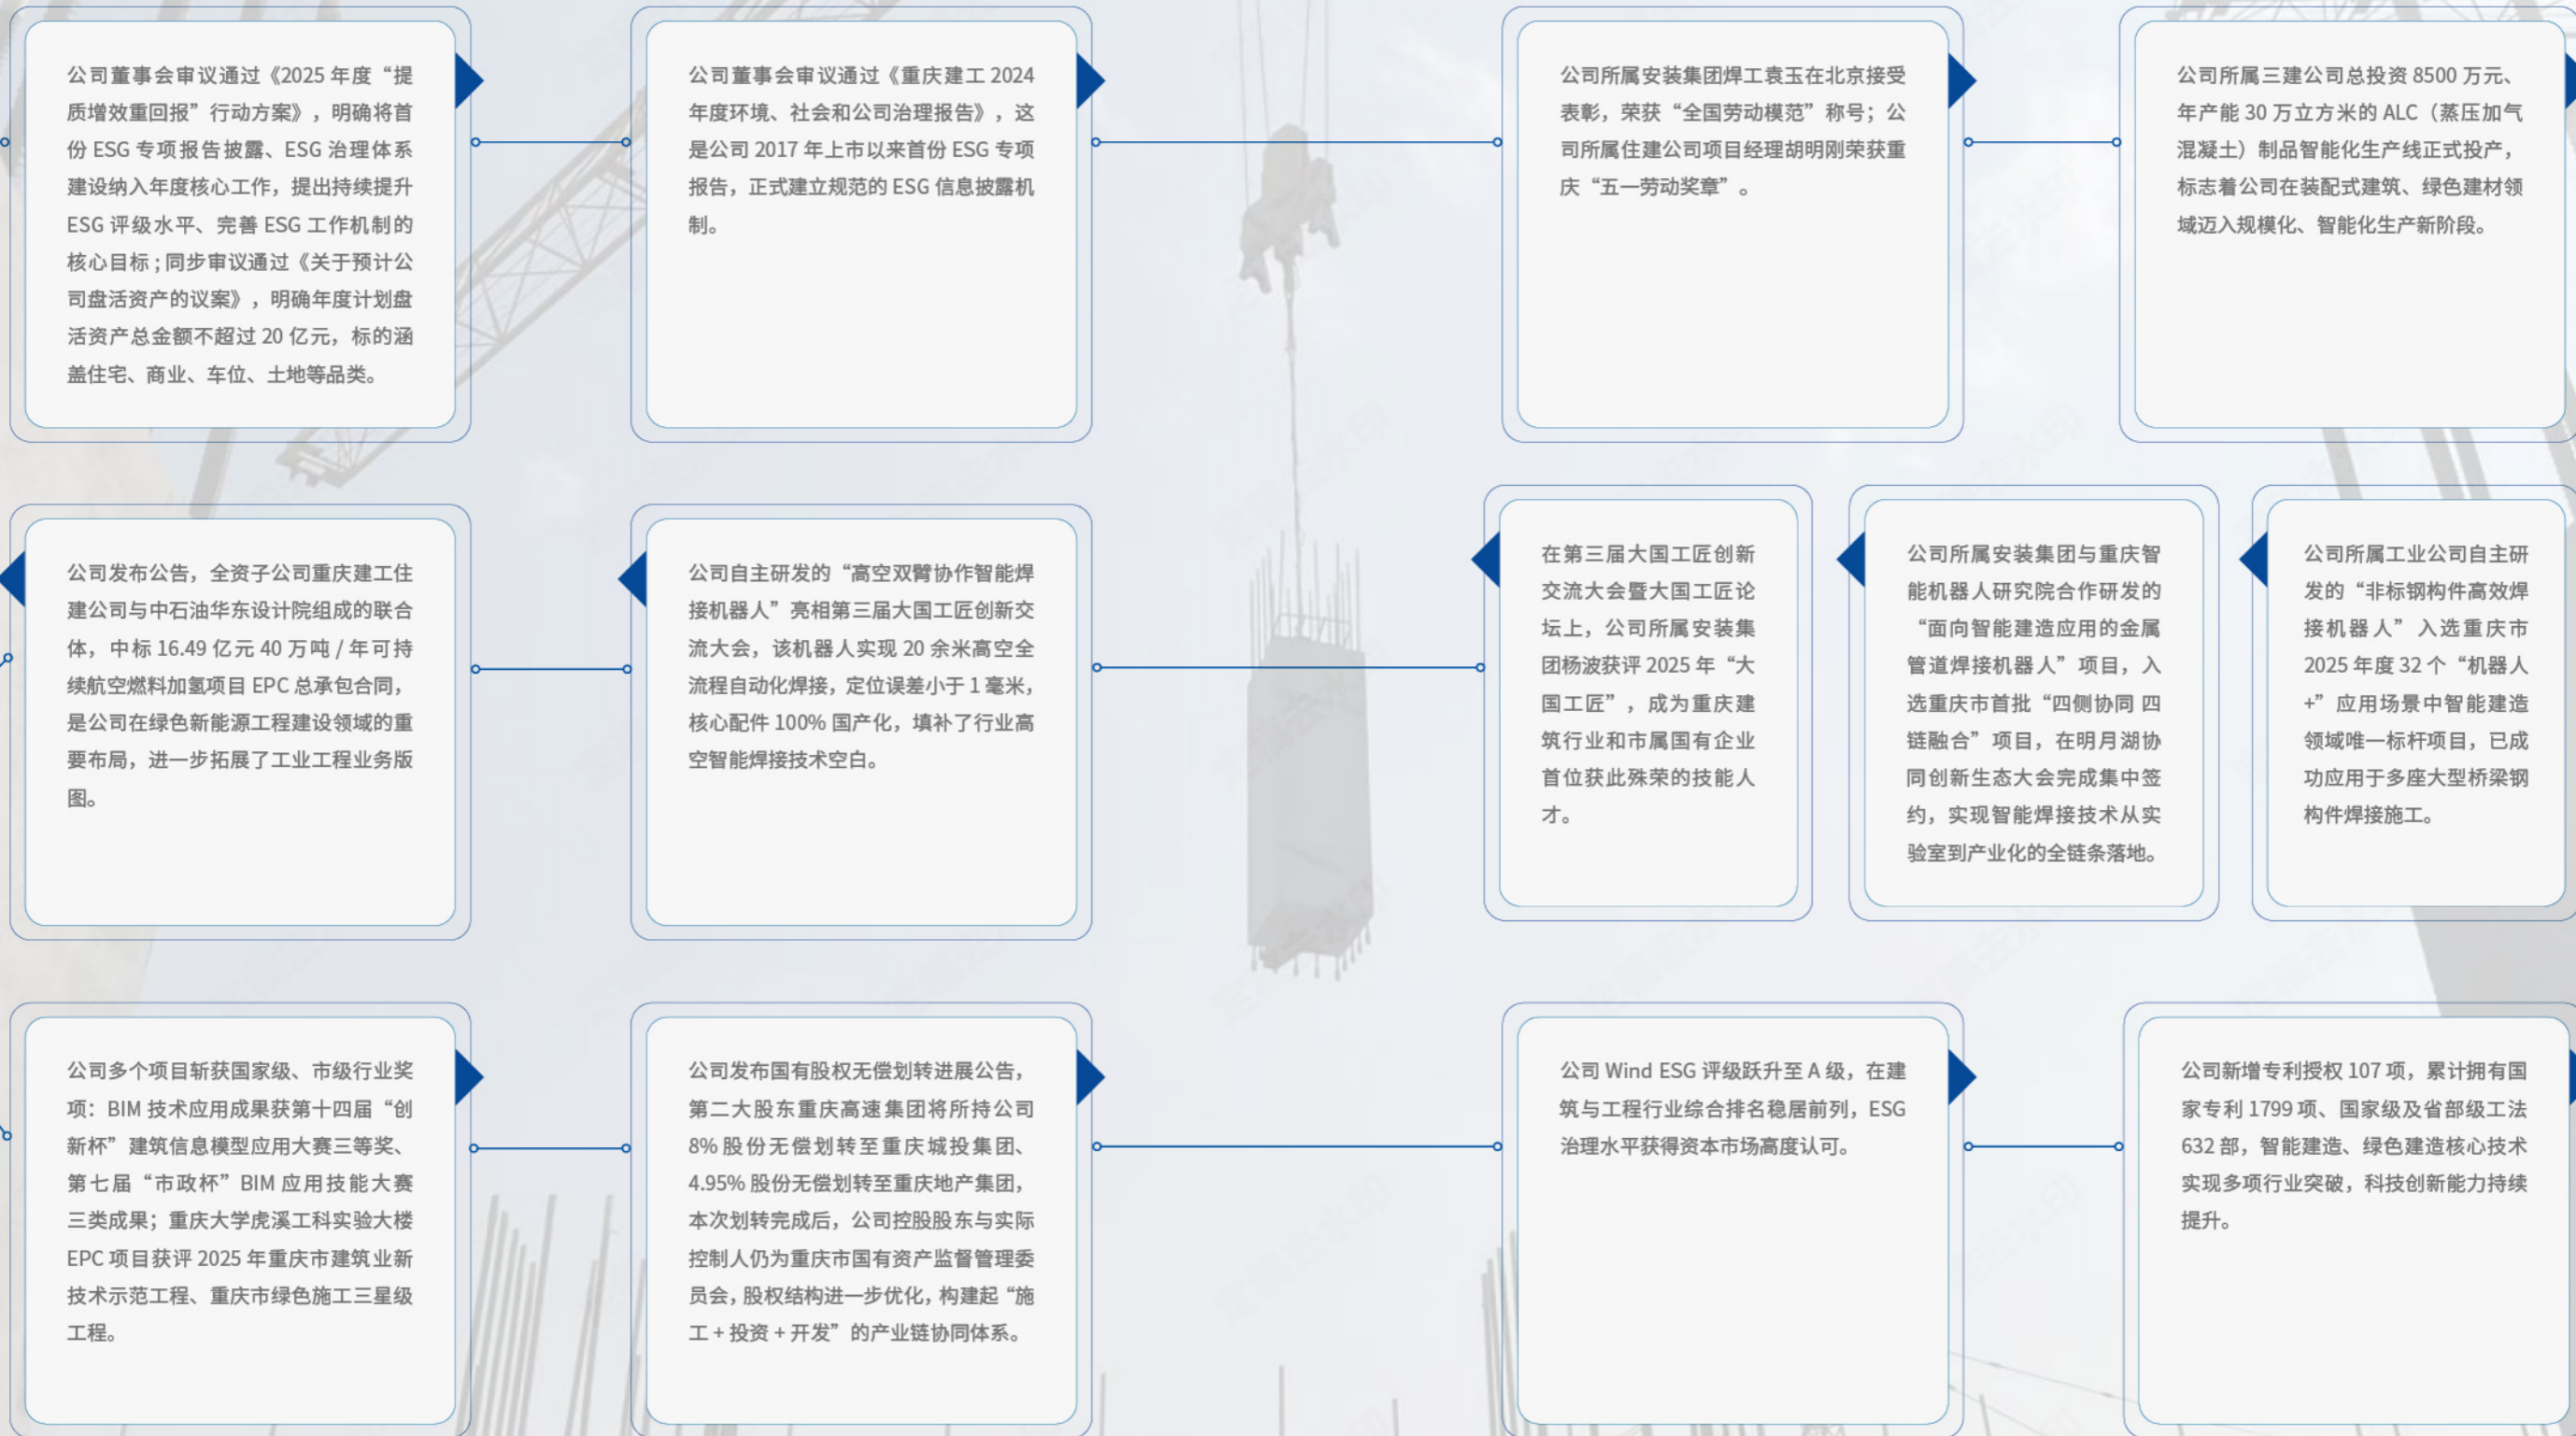 公司董事会审议通过《2025 年度“提
质增效重回报”行动方案》，明确将首
份 ESG 专项报告披露、ESG 治理体系
建设纳入年度核心工作，提出持续提升
ESG 评级水平、完善 ESG 工作机制的
核心目标；同步审议通过《关于预计公
司盘活资产的议案》，明确年度计划盘
活资产总金额不超过 20 亿元，标的涵
盖住宅、商业、车位、土地等品类。
公司董事会审议通过《重庆建工 2024
年度环境、社会和公司治理报告》，这
是公司 2017 年上市以来首份 ESG 专项
报告，正式建立规范的 ESG 信息披露机
制。
公司所属安装集团焊工袁玉在北京接受
表彰，荣获“全国劳动模范”称号；公
司所属住建公司项目经理胡明刚荣获重
庆“五一劳动奖章”。
公司所属三建公司总投资 8500 万元、
年产能 30 万立方米的 ALC（蒸压加气
混凝土）制品智能化生产线正式投产，
标志着公司在装配式建筑、绿色建材领
域迈入规模化、智能化生产新阶段。
公司发布公告，全资子公司重庆建工住
建公司与中石油华东设计院组成的联合
体，中标 16.49 亿元 40 万吨 / 年可持
续航空燃料加氢项目 EPC 总承包合同，
是公司在绿色新能源工程建设领域的重
要布局，进一步拓展了工业工程业务版
图。
公司自主研发的“高空双臂协作智能焊
接机器人”亮相第三届大国工匠创新交
流大会，该机器人实现 20 余米高空全
流程自动化焊接，定位误差小于 1 毫米，
核心配件 100% 国产化，填补了行业高
空智能焊接技术空白。
在第三届大国工匠创新
交流大会暨大国工匠论
坛上，公司所属安装集
团杨波获评 2025 年“大
国工匠”，成为重庆建
筑行业和市属国有企业
首位获此殊荣的技能人
才。
公司所属安装集团与重庆智
能机器人研究院合作研发的
“面向智能建造应用的金属
管道焊接机器人”项目，入
选重庆市首批“四侧协同 四
链融合”项目，在明月湖协
同创新生态大会完成集中签
约，实现智能焊接技术从实
验室到产业化的全链条落地。
公司所属工业公司自主研
发的“非标钢构件高效焊
接机器人”入选重庆市
2025 年度 32 个“机器人
+”应用场景中智能建造
领域唯一标杆项目，已成
功应用于多座大型桥梁钢
构件焊接施工。
公司多个项目斩获国家级、市级行业奖
项：BIM 技术应用成果获第十四届“创
新杯”建筑信息模型应用大赛三等奖、
第七届“市政杯”BIM 应用技能大赛
三类成果；重庆大学虎溪工科实验大楼
EPC 项目获评 2025 年重庆市建筑业新
技术示范工程、重庆市绿色施工三星级
工程。
公司发布国有股权无偿划转进展公告，
第二大股东重庆高速集团将所持公司
8% 股份无偿划转至重庆城投集团、
4.95% 股份无偿划转至重庆地产集团，
本次划转完成后，公司控股股东与实际
控制人仍为重庆市国有资产监督管理委
员会，股权结构进一步优化，构建起“施
工 + 投资 + 开发”的产业链协同体系。
公司 Wind ESG 评级跃升至 A 级，在建
筑与工程行业综合排名稳居前列，ESG
治理水平获得资本市场高度认可。
公司新增专利授权 107 项，累计拥有国
家专利 1799 项、国家级及省部级工法
632 部，智能建造、绿色建造核心技术
实现多项行业突破，科技创新能力持续
提升。